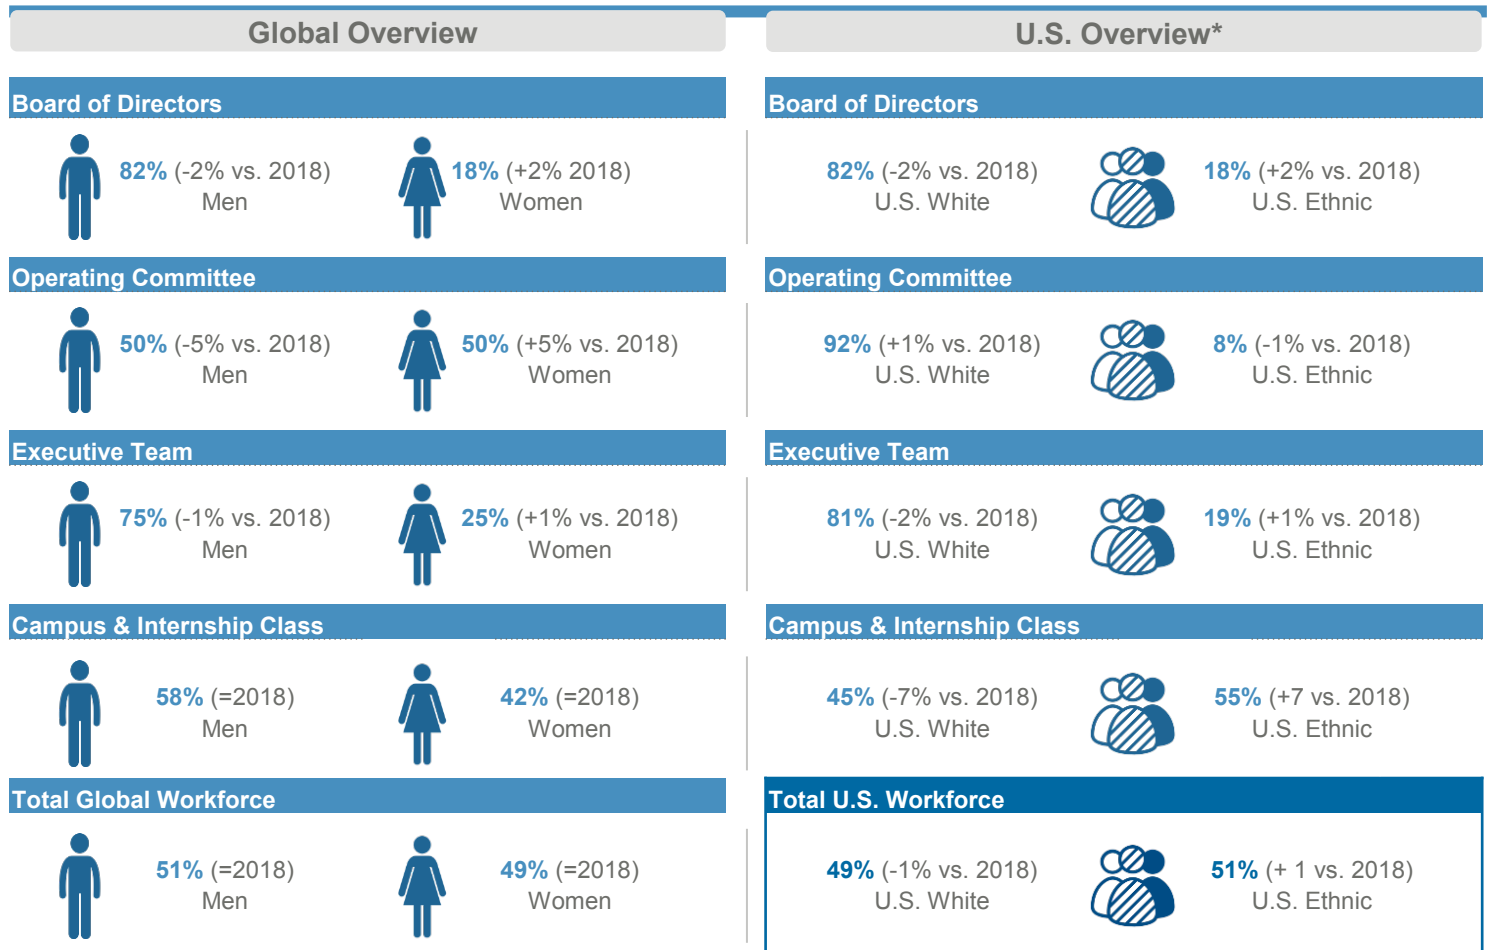 Global Overview
Board of Directors
82% (-2% vs. 2018)
Men
18% (+2% 2018)
Women
Operating Committee
50% (-5% vs. 2018)
Men
50% (+5% vs. 2018)
Women
Executive Team
75% (-1% vs. 2018)
Men
25% (+1% vs. 2018)
Women
Campus & Internship Class
58% (=2018)
Men
42% (=2018)
Women
Total Global Workforce
51% (=2018)
Men
49% (=2018)
Women
U.S. Overview*
Board of Directors
82% (-2% vs. 2018)
U.S. White
18% (+2% vs. 2018)
U.S. Ethnic
Operating Committee
92% (+1% vs. 2018)
U.S. White
8% (-1% vs. 2018)
U.S. Ethnic
Executive Team
81% (-2% vs. 2018)
U.S. White
19% (+1% vs. 2018)
U.S. Ethnic
Campus & Internship Class
45% (-7% vs. 2018)
U.S. White
55% (+7 vs. 2018)
U.S. Ethnic
Total U.S. Workforce
49% (-1% vs. 2018)
U.S. White
51% (+ 1 vs. 2018)
U.S. Ethnic